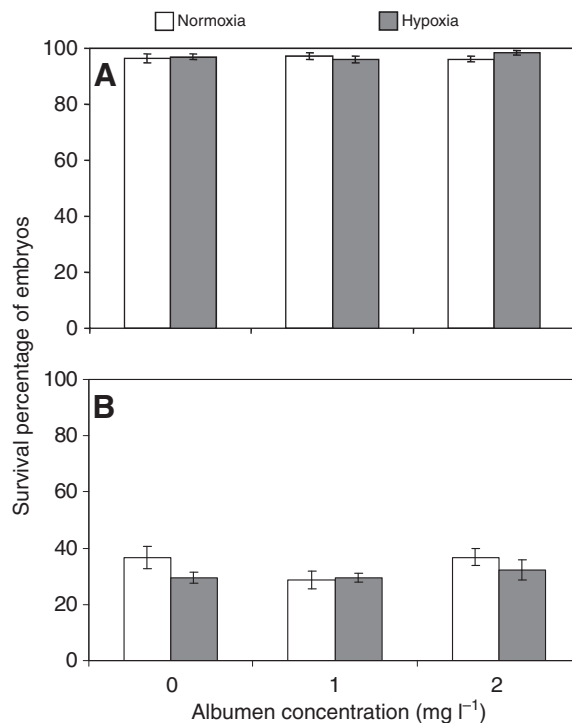 Normoxia Hypoxia
100
A
80
60
40
20
0
100
B
80
60
40
20
0
0 1 2
Survival percentage of embryos
Albumen concentration (mg l⁻¹)